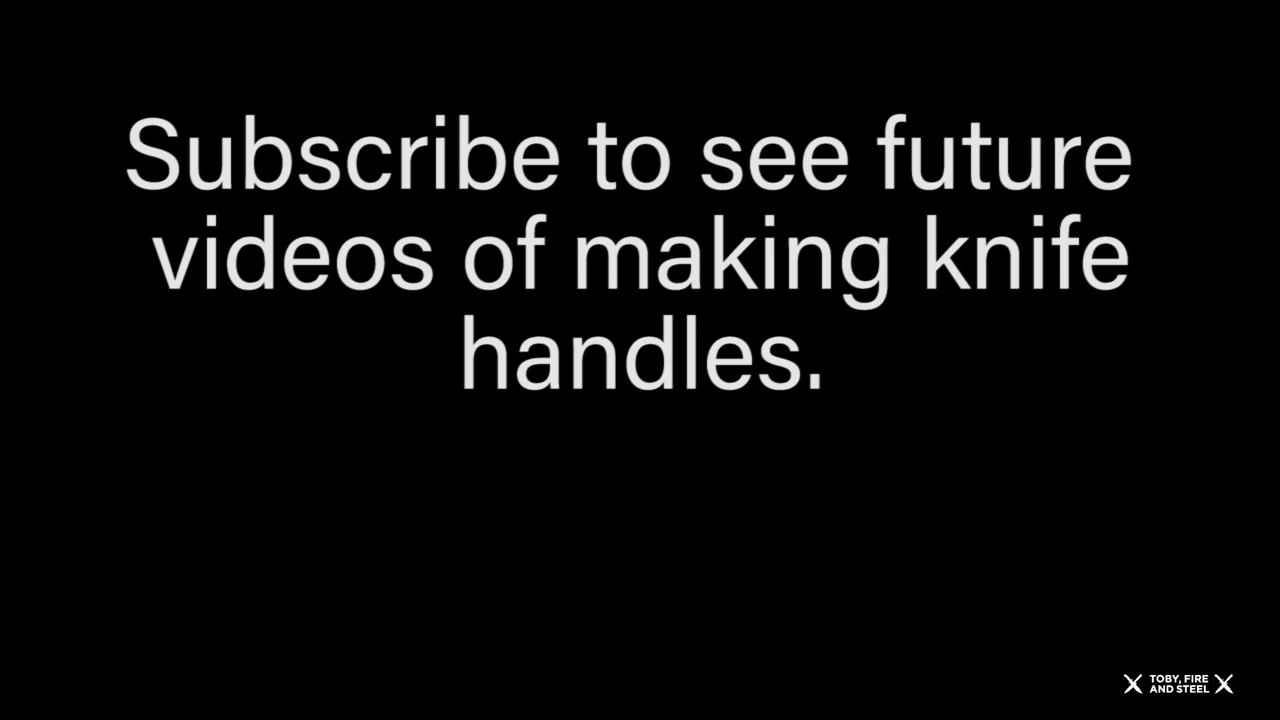 Subscribe to see future
videos of making knife
handles.
TOBY, FIRE
AND STEEL